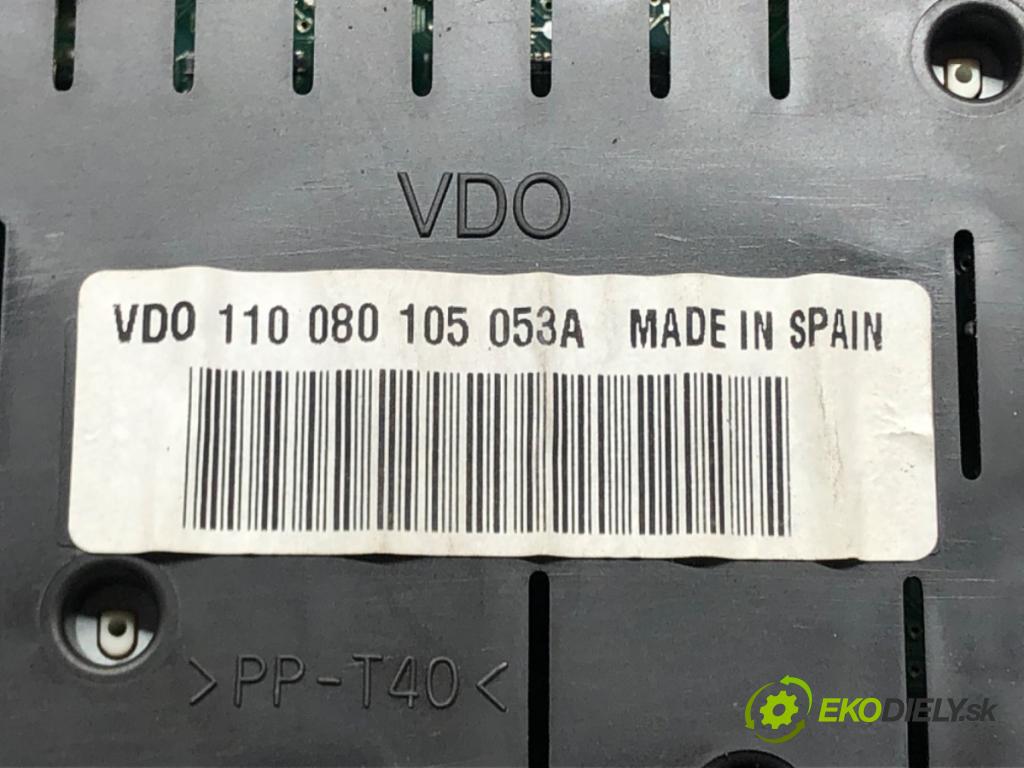 VDO
VDO 110 080 105 053A MADE IN SPAIN
>PP-T40<
EKODIELY.sk